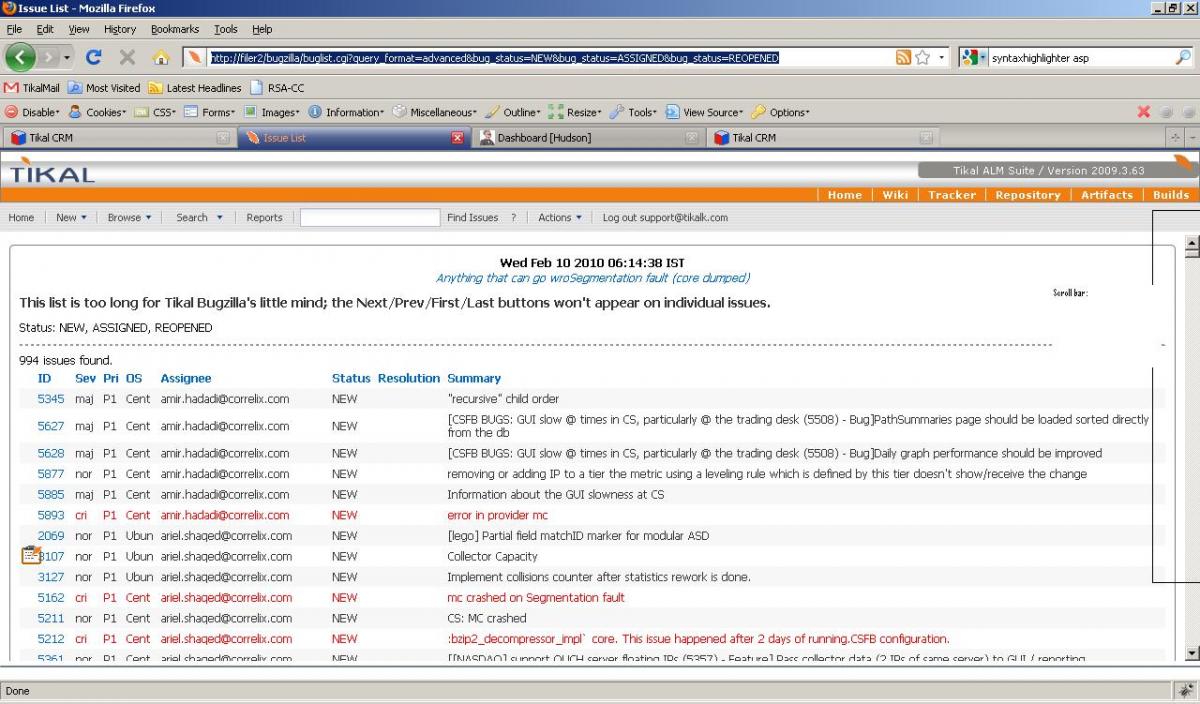 Issue List - Mozilla Firefox
File Edit View History Bookmarks Tools Help
http://filer2/bugzilla/buglist.cgi?query_format=advanced&bug_status=NEW&bug_status=ASSIGNED&bug_status=REOPENED
syntaxhighlighter asp
TikalMail Most Visited Latest Headlines RSA-CC
Disable Cookies CSS Forms Images Information Miscellaneous Outline Resize Tools View Source Options
Tikal CRM Issue List Dashboard [Hudson] Tikal CRM
TIKAL
Tikal ALM Suite / Version 2009.3.63
Home Wiki Tracker Repository Artifacts Builds
Home New Browse Search Reports Find Issues ? Actions Log out support@tikalk.com
Wed Feb 10 2010 06:14:38 IST
Anything that can go wroSegmentation fault (core dumped)
Scroll bar:
This list is too long for Tikal Bugzilla's little mind; the Next/Prev/First/Last buttons won't appear on individual issues.
Status: NEW, ASSIGNED, REOPENED
994 issues found.
ID Sev Pri OS Assignee Status Resolution Summary
5345 maj P1 Cent amir.hadadi@correlix.com NEW "recursive" child order
5627 maj P1 Cent amir.hadadi@correlix.com NEW [CSFB BUGS: GUI slow @ times in CS, particularly @ the trading desk (5508) - Bug]PathSummaries page should be loaded sorted directly
from the db
5628 maj P1 Cent amir.hadadi@correlix.com NEW [CSFB BUGS: GUI slow @ times in CS, particularly @ the trading desk (5508) - Bug]Daily graph performance should be improved
5877 nor P1 Cent amir.hadadi@correlix.com NEW removing or adding IP to a tier the metric using a leveling rule which is defined by this tier doesn't show/receive the change
5885 maj P1 Cent amir.hadadi@correlix.com NEW Information about the GUI slowness at CS
5893 cri P1 Cent amir.hadadi@correlix.com NEW error in provider mc
2069 nor P1 Ubun ariel.shaqed@correlix.com NEW [lego] Partial field matchID marker for modular ASD
3107 nor P1 Ubun ariel.shaqed@correlix.com NEW Collector Capacity
3127 nor P1 Ubun ariel.shaqed@correlix.com NEW Implement collisions counter after statistics rework is done.
5162 cri P1 Cent ariel.shaqed@correlix.com NEW mc crashed on Segmentation fault
5211 nor P1 Cent ariel.shaqed@correlix.com NEW CS: MC crashed
5212 cri P1 Cent ariel.shaqed@correlix.com NEW :bzip2_decompressor_impl` core. This issue happened after 2 days of running.CSFB configuration.
5361 nor P1 Cent ariel.shaqed@correlix.com NEW [[NASDAQ] support OUCH server floating IPs (5357) - Feature] Pass collector data (2 IPs of same server) to GUI / reporting
Done